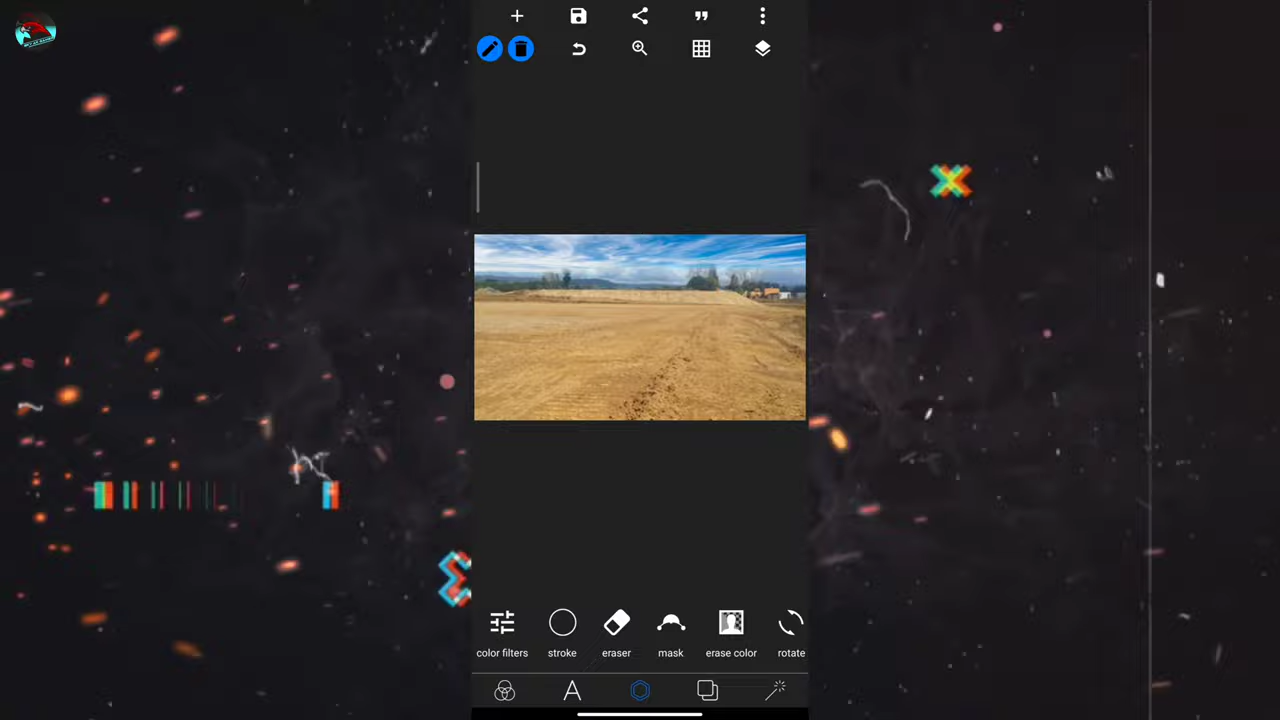 color filters
stroke
eraser
mask
erase color
rotate